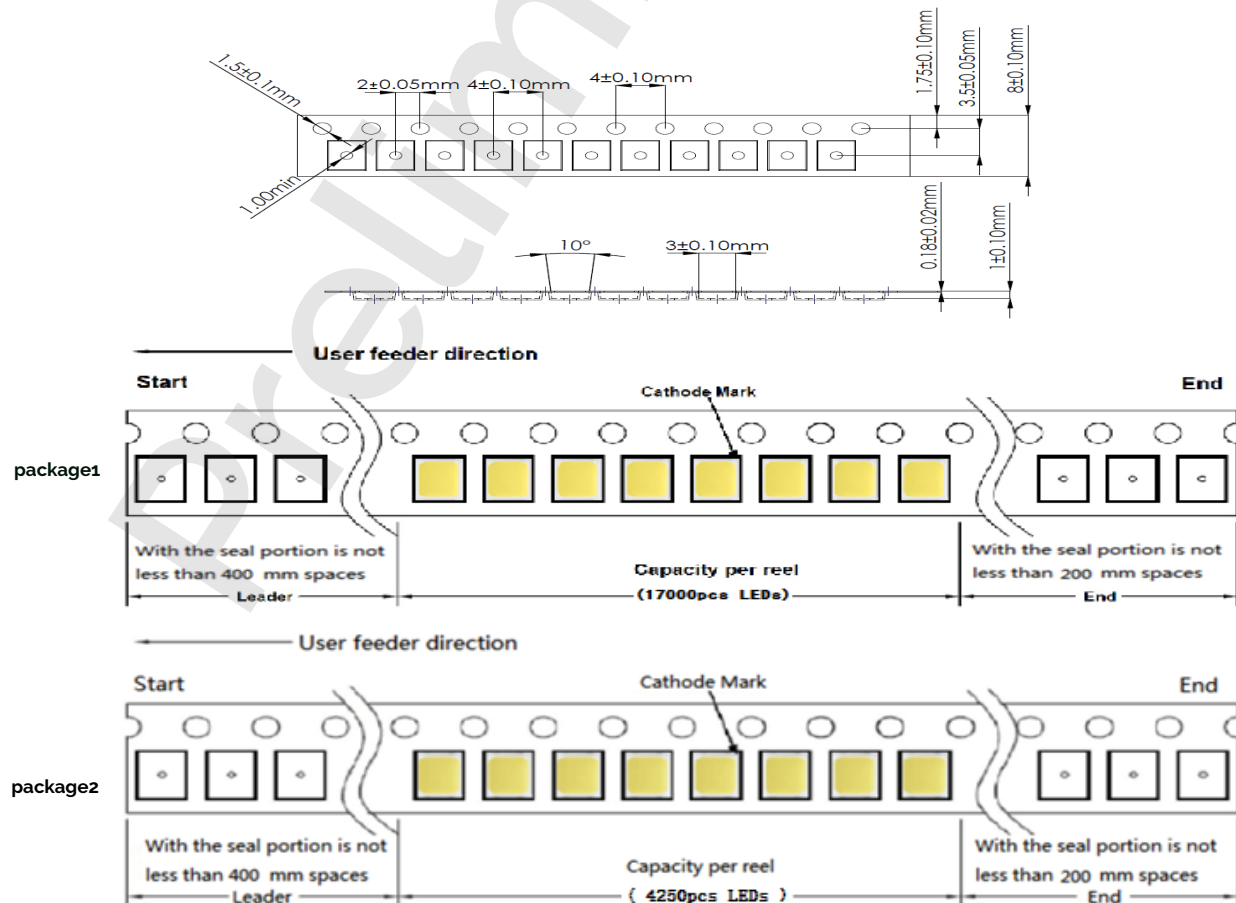 1.5±0.1mm
2±0.05mm
4±0.10mm
4±0.10mm
1.75±0.10mm
3.5±0.05mm
8±0.10mm
1.00min
10°
3±0.10mm
0.18±0.02mm
1±0.10mm
Prelim
User feeder direction
Start
Cathode Mark
End
package1
With the seal portion is not
less than 400 mm spaces
Leader
Capacity per reel
(17000pcs LEDs)
With the seal portion is not
less than 200 mm spaces
End
User feeder direction
Start
Cathode Mark
End
package2
With the seal portion is not
less than 400 mm spaces
Leader
Capacity per reel
( 4250pcs LEDs )
With the seal portion is not
less than 200 mm spaces
End